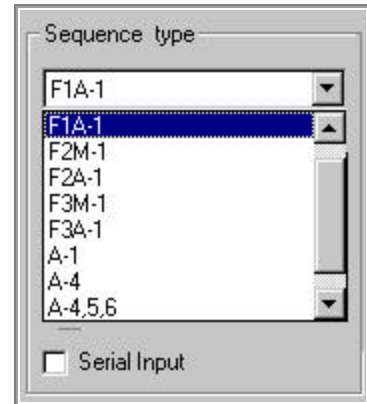 Sequence type
F1A-1
F1A-1
F2M-1
F2A-1
F3M-1
F3A-1
A-1
A-4
A-4,5,6
Serial Input